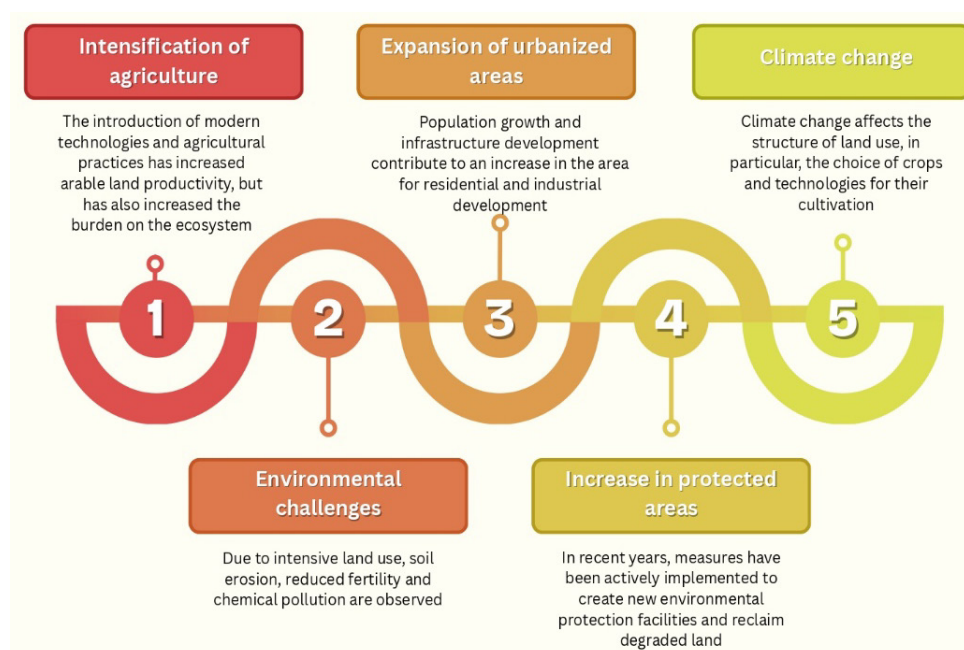 Intensification of
agriculture
The introduction of modern
technologies and agricultural
practices has increased
arable land productivity, but
has also increased the
burden on the ecosystem
Expansion of urbanized
areas
Population growth and
infrastructure development
contribute to an increase in the area
for residential and industrial
development
Climate change
Climate change affects the
structure of land use, in
particular, the choice of crops
and technologies for their
cultivation
1
2
3
4
5
Environmental
challenges
Due to intensive land use, soil
erosion, reduced fertility and
chemical pollution are observed
Increase in protected
areas
In recent years, measures have
been actively implemented to
create new environmental
protection facilities and reclaim
degraded land